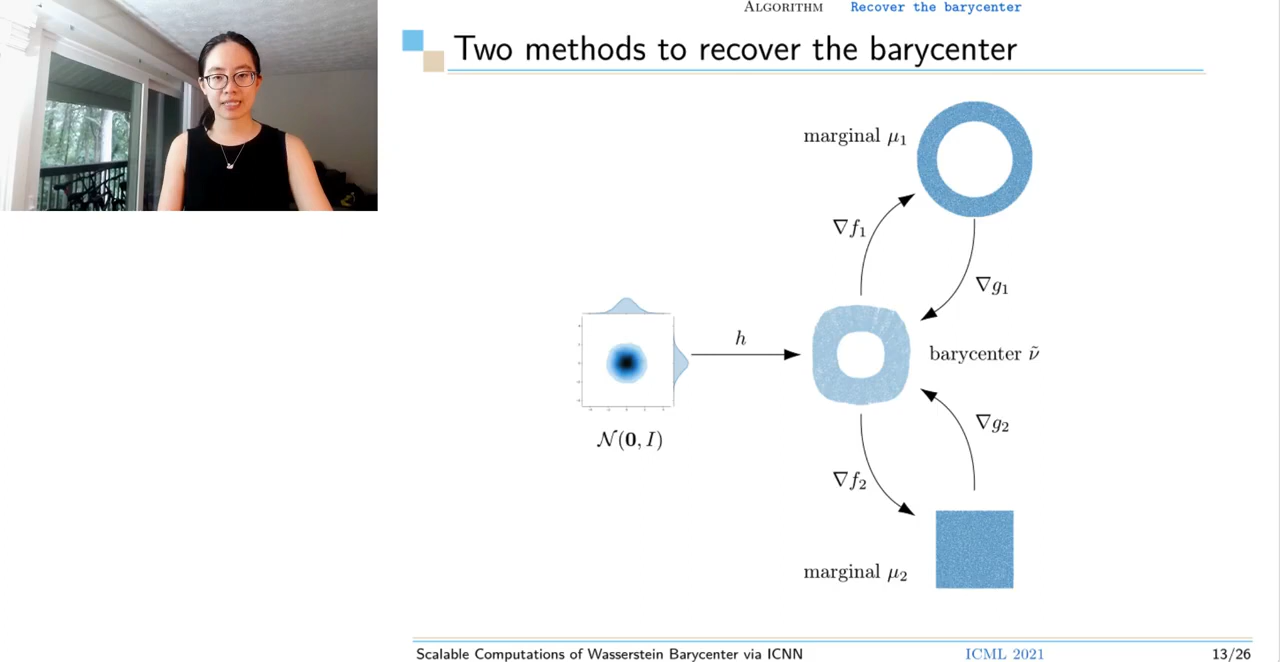 ALGORITHM Recover the barycenter
Two methods to recover the barycenter
marginal μ₁
∇f₁
∇g₁
h
barycenter ν̃
∇g₂
𝒩(𝟎, I)
∇f₂
marginal μ₂
Scalable Computations of Wasserstein Barycenter via ICNN ICML 2021 13/26